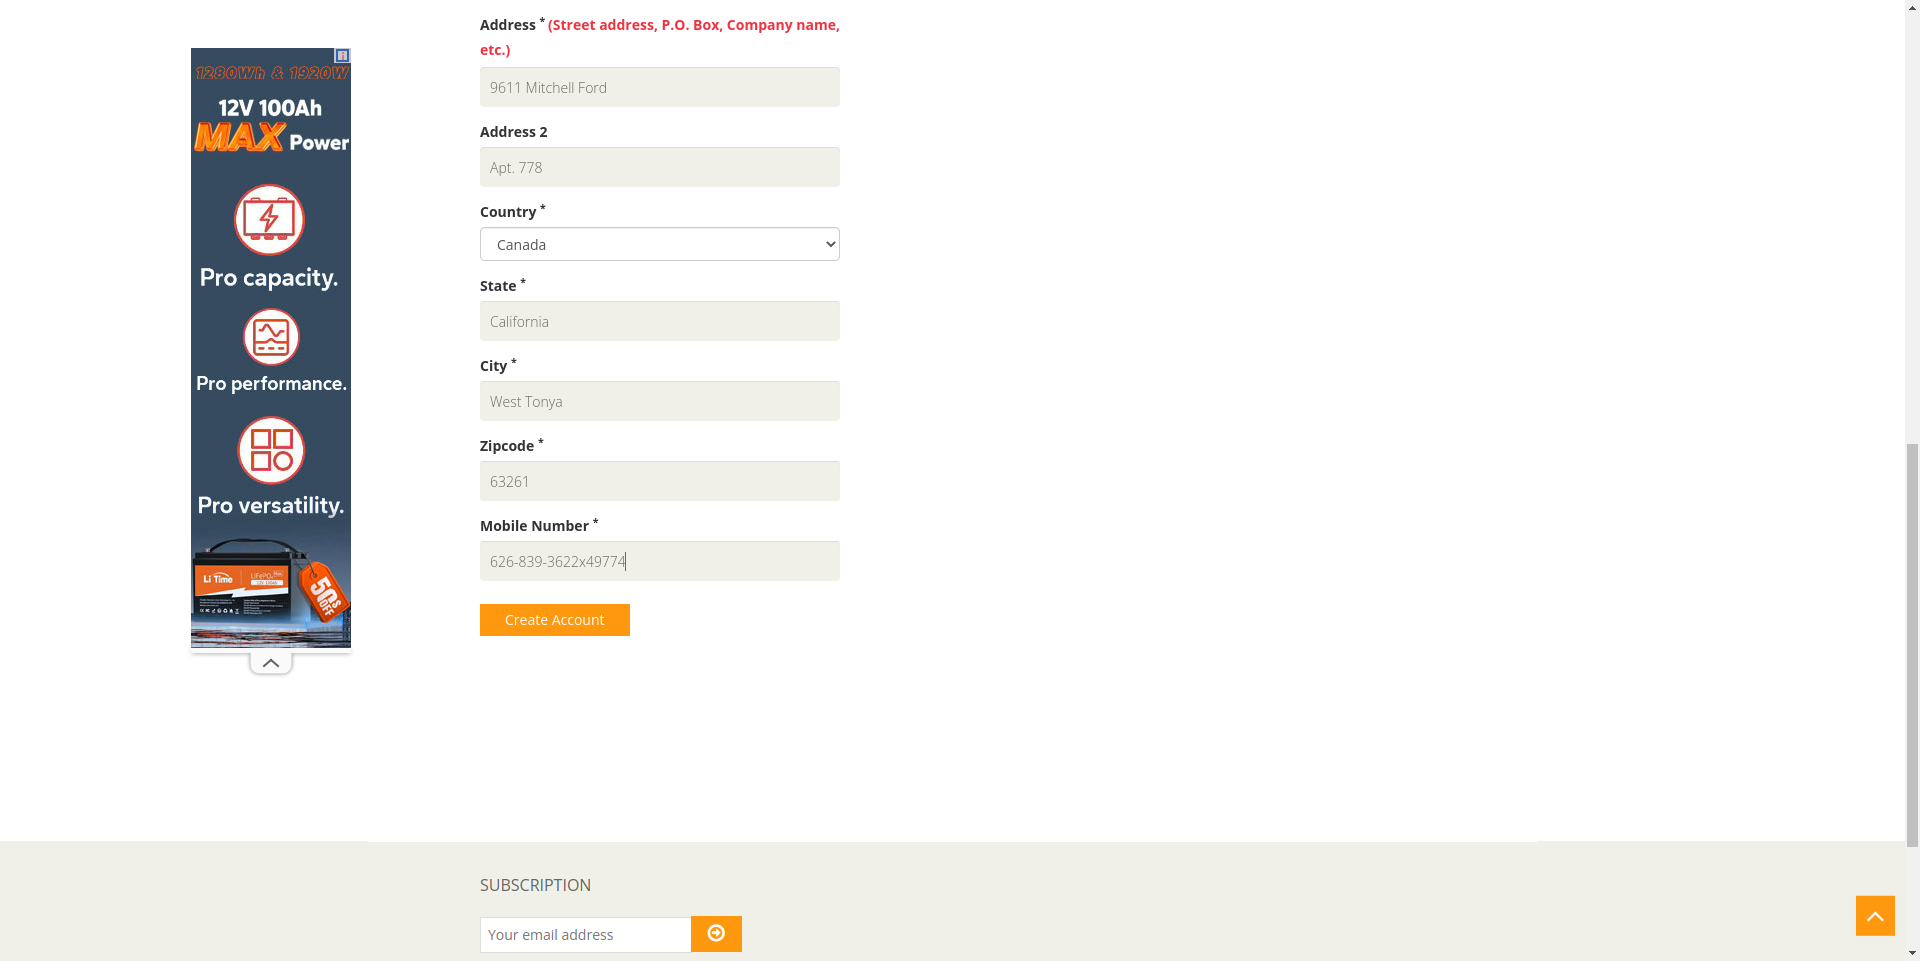 Address * (Street address, P.O. Box, Company name,
etc.)
9611 Mitchell Ford
Address 2
Apt. 778
Country *
Canada
State *
California
City *
West Tonya
Zipcode *
63261
Mobile Number *
626-839-3622x49774
Create Account
1280Wh & 1920W
12V 100Ah
MAX Power
Pro capacity.
Pro performance.
Pro versatility.
Li Time
LiFePO₄
12V 100Ah
50% OFF
SUBSCRIPTION
Your email address